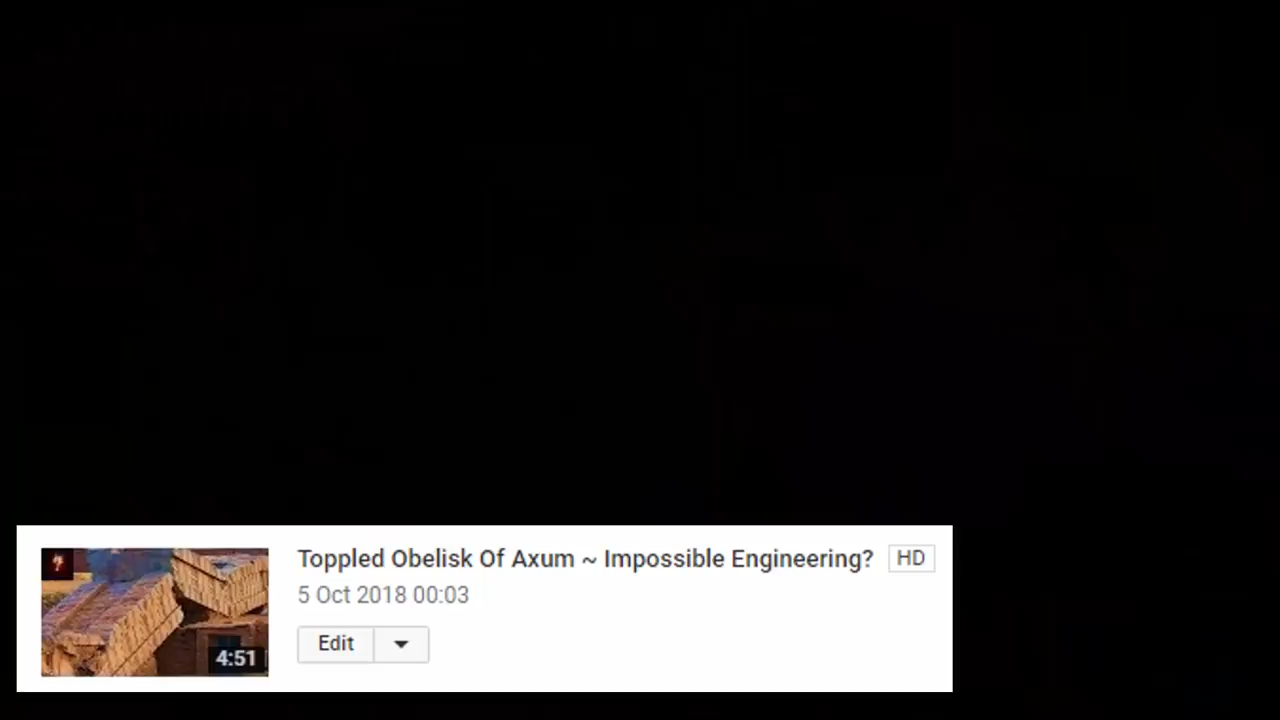 Toppled Obelisk Of Axum ~ Impossible Engineering? HD
5 Oct 2018 00:03
Edit
4:51